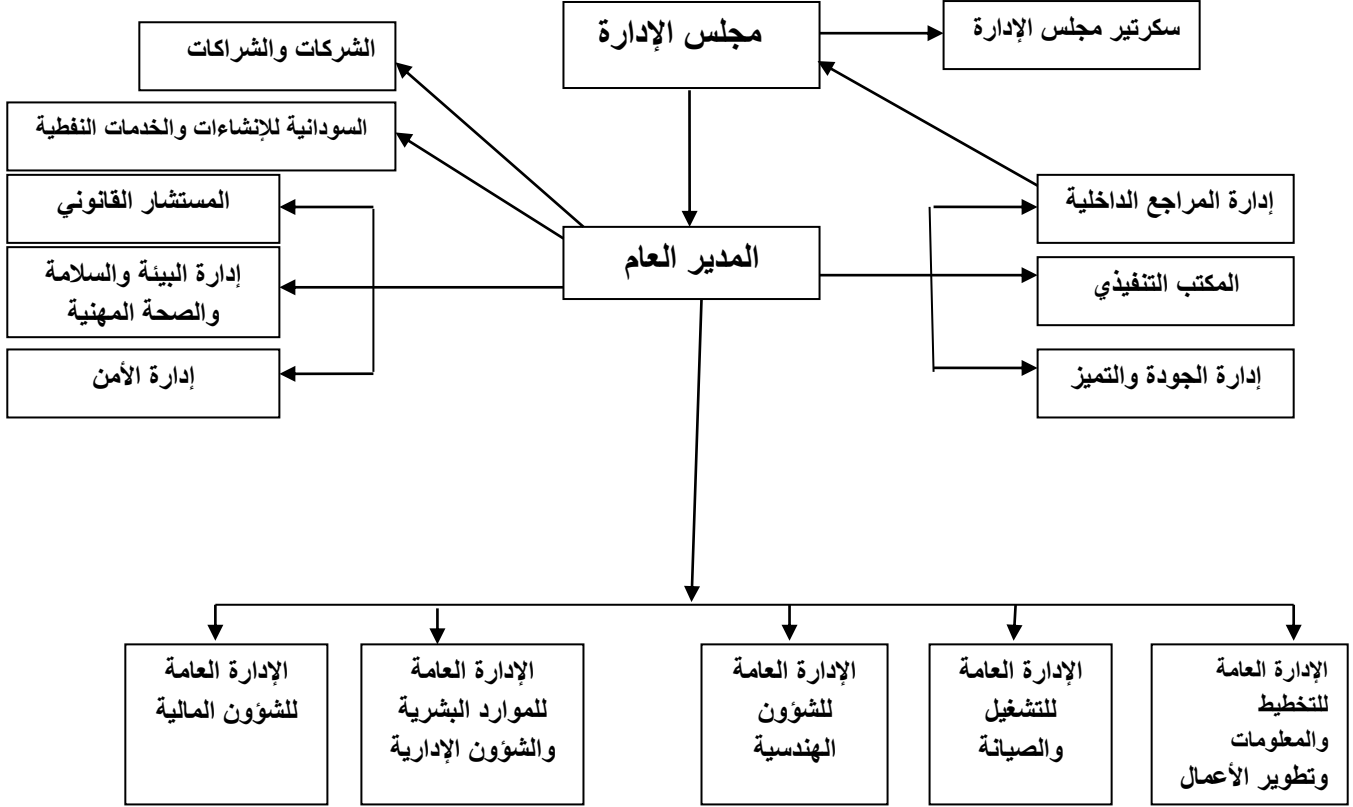 مجلس الإدارة
سكرتير مجلس الإدارة
الشركات والشراكات
السودانية للإنشاءات والخدمات النفطية
المستشار القانوني
إدارة المراجع الداخلية
المدير العام
إدارة البيئة والسلامة
والصحة المهنية
المكتب التنفيذي
إدارة الأمن
إدارة الجودة والتميز
الإدارة العامة
للتخطيط
والمعلومات
وتطوير الأعمال
الإدارة العامة
للتشغيل
والصيانة
الإدارة العامة
للشؤون
الهندسية
الإدارة العامة
للموارد البشرية
والشؤون الإدارية
الإدارة العامة
للشؤون المالية